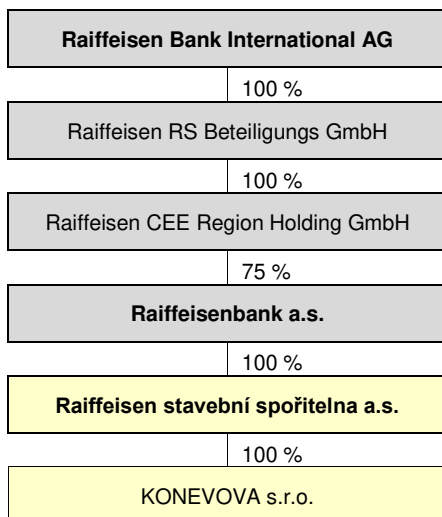 Raiffeisen Bank International AG
100 %
Raiffeisen RS Beteiligungs GmbH
100 %
Raiffeisen CEE Region Holding GmbH
75 %
Raiffeisenbank a.s.
100 %
Raiffeisen stavební spořitelna a.s.
100 %
KONEVOVA s.r.o.